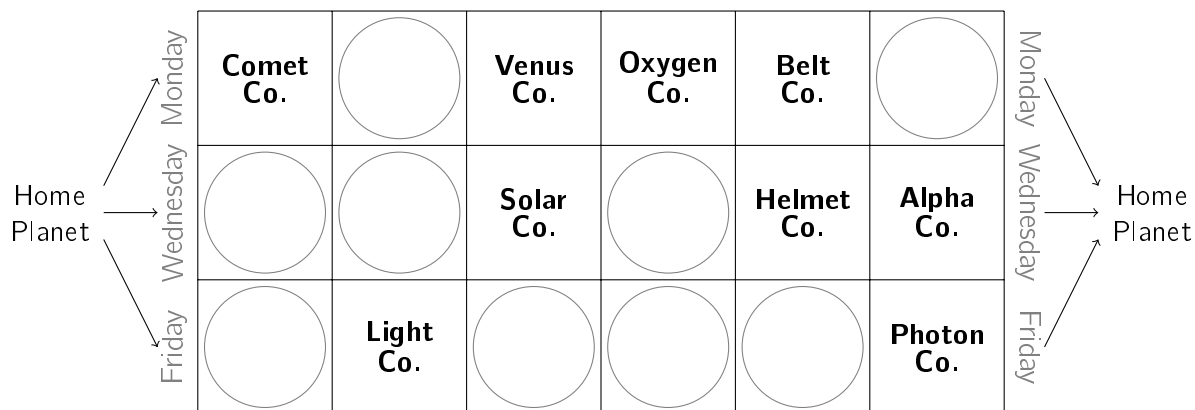 Monday
Comet
Co.
Venus
Co.
Oxygen
Co.
Belt
Co.
Monday
Home
Planet
Wednesday
Solar
Co.
Helmet
Co.
Alpha
Co.
Wednesday
Home
Planet
Friday
Light
Co.
Photon
Co.
Friday